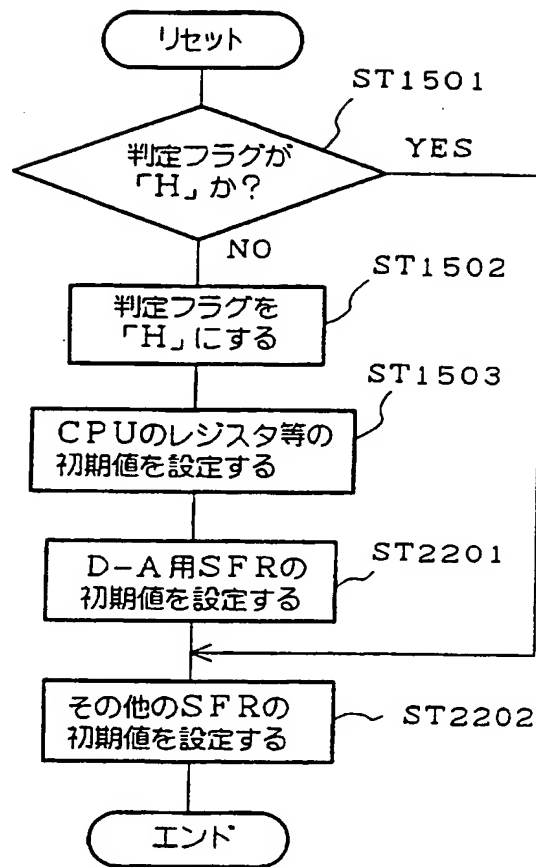 リセット
ST1501
判定フラグが
「H」か?
YES
NO
ST1502
判定フラグを
「H」にする
ST1503
CPUのレジスタ等の
初期値を設定する
ST2201
D-A用SFRの
初期値を設定する
その他のSFRの
初期値を設定する
ST2202
エンド